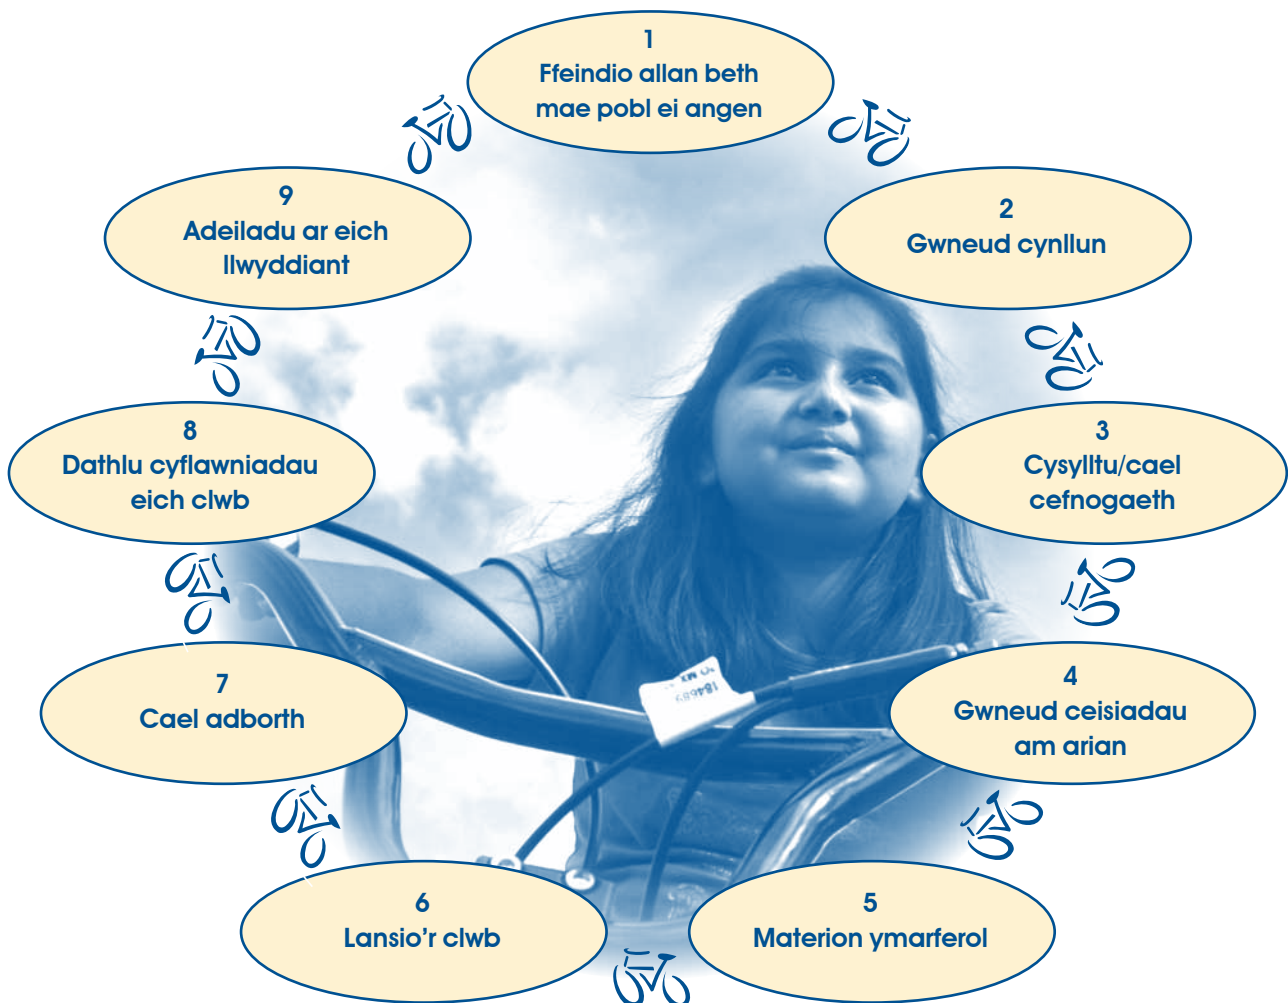 1
Ffeindio allan beth
mae pobl ei angen
2
Gwneud cynllun
3
Cysylltu/cael
cefnogaeth
4
Gwneud ceisiadau
am arian
5
Materion ymarferol
6
Lansio'r clwb
7
Cael adborth
8
Dathlu cyflawniadau
eich clwb
9
Adeiladu ar eich
llwyddiant
184689